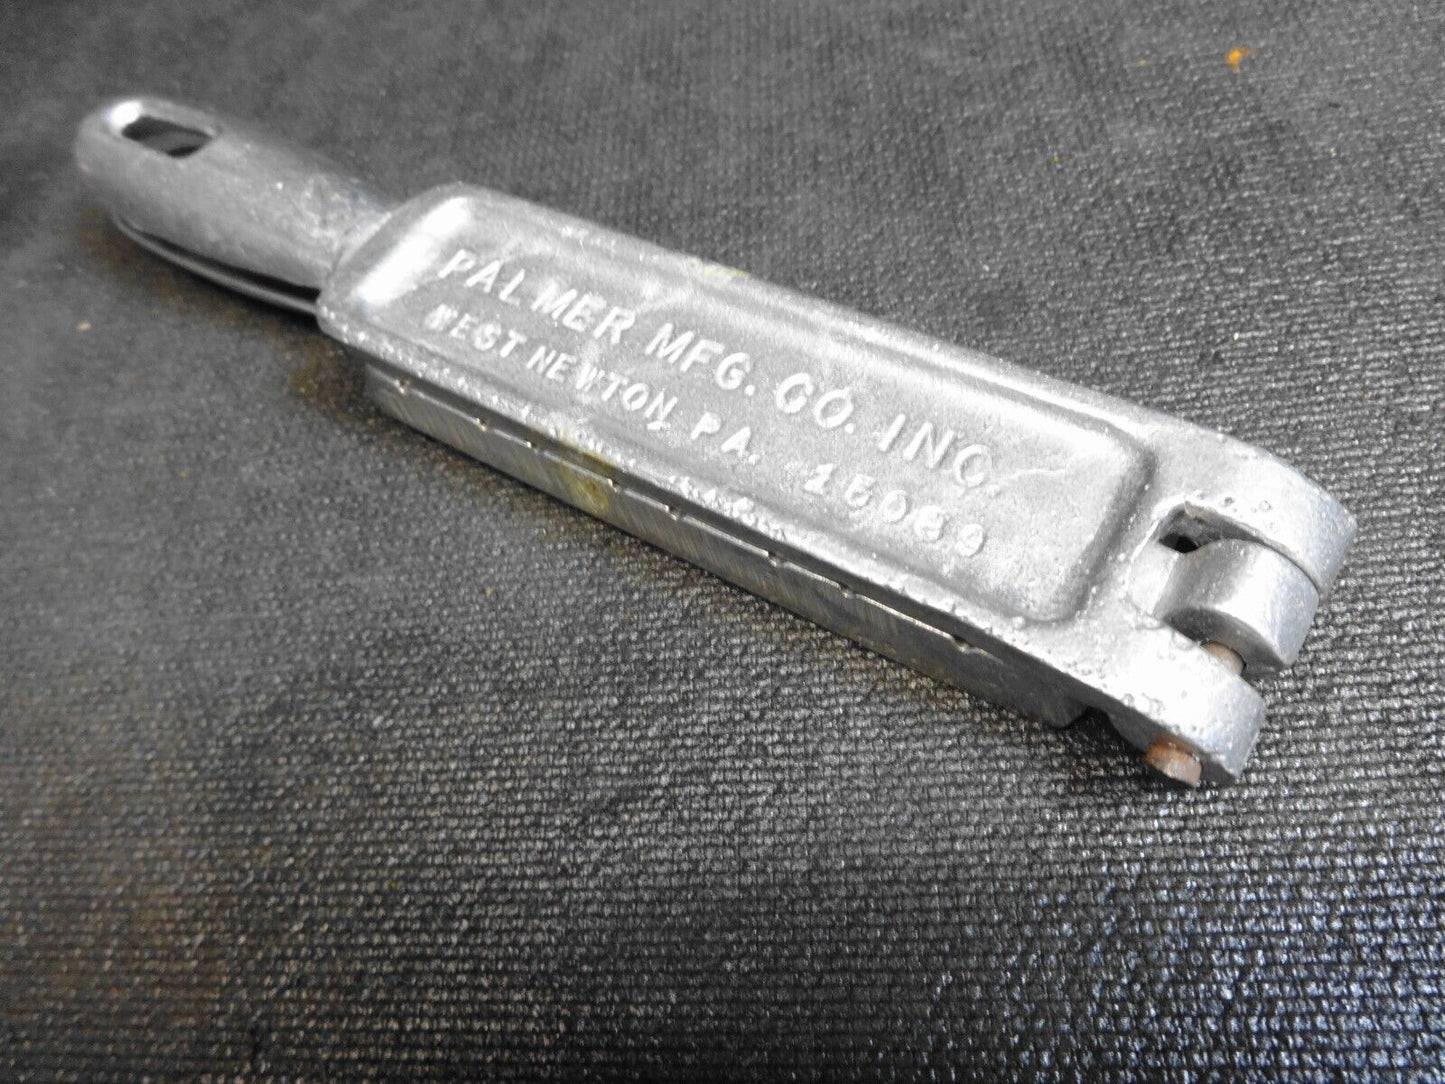 PALMER MFG. CO. INC.
WEST NEWTON, PA. 15089